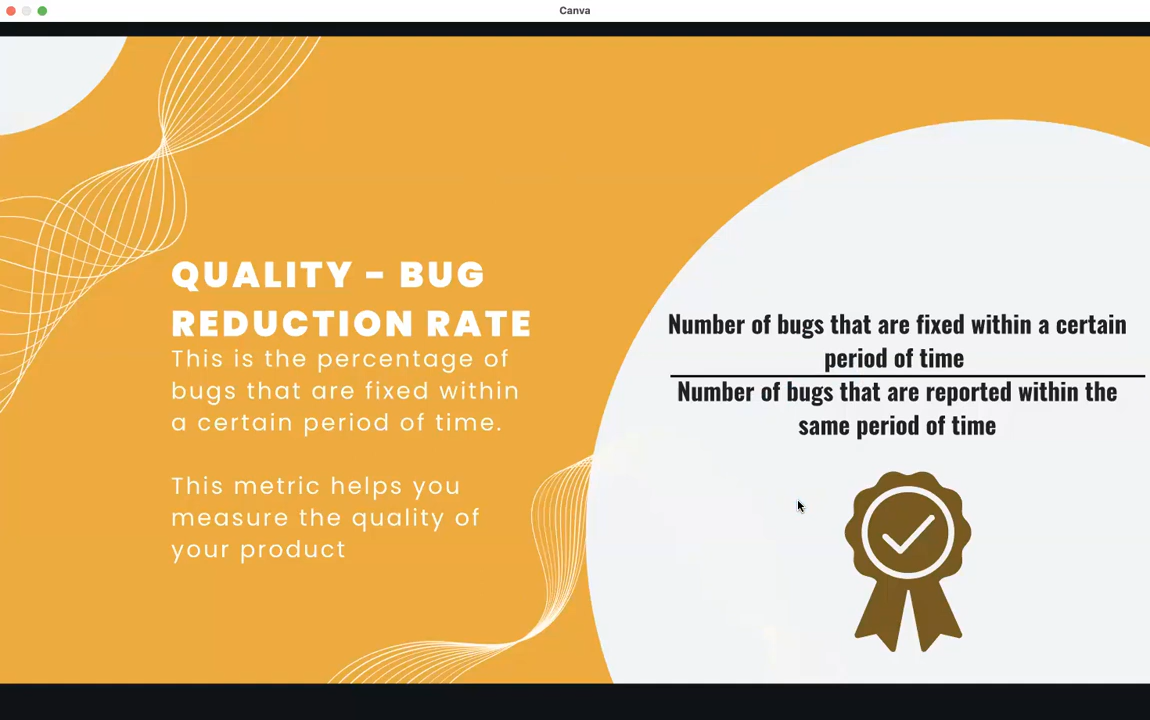 Canva
QUALITY - BUG
REDUCTION RATE
This is the percentage of
bugs that are fixed within
a certain period of time.
This metric helps you
measure the quality of
your product
Number of bugs that are fixed within a certain
period of time
Number of bugs that are reported within the
same period of time